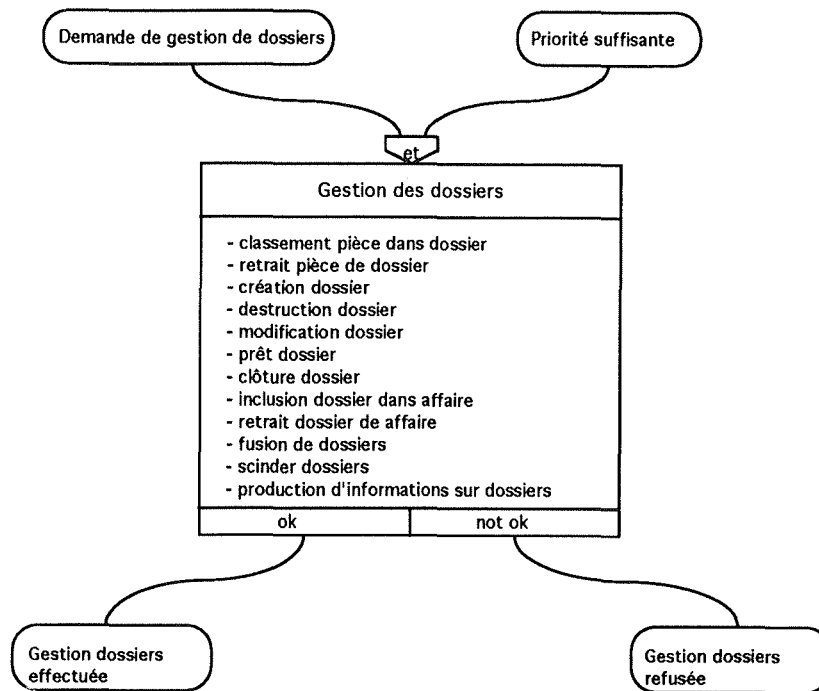 Demande de gestion de dossiers
Priorité suffisante
et
Gestion des dossiers
- classement pièce dans dossier
- retrait pièce de dossier
- création dossier
- destruction dossier
- modification dossier
- prêt dossier
- clôture dossier
- inclusion dossier dans affaire
- retrait dossier de affaire
- fusion de dossiers
- scinder dossiers
- production d'informations sur dossiers
ok
not ok
Gestion dossiers
effectuée
Gestion dossiers
refusée